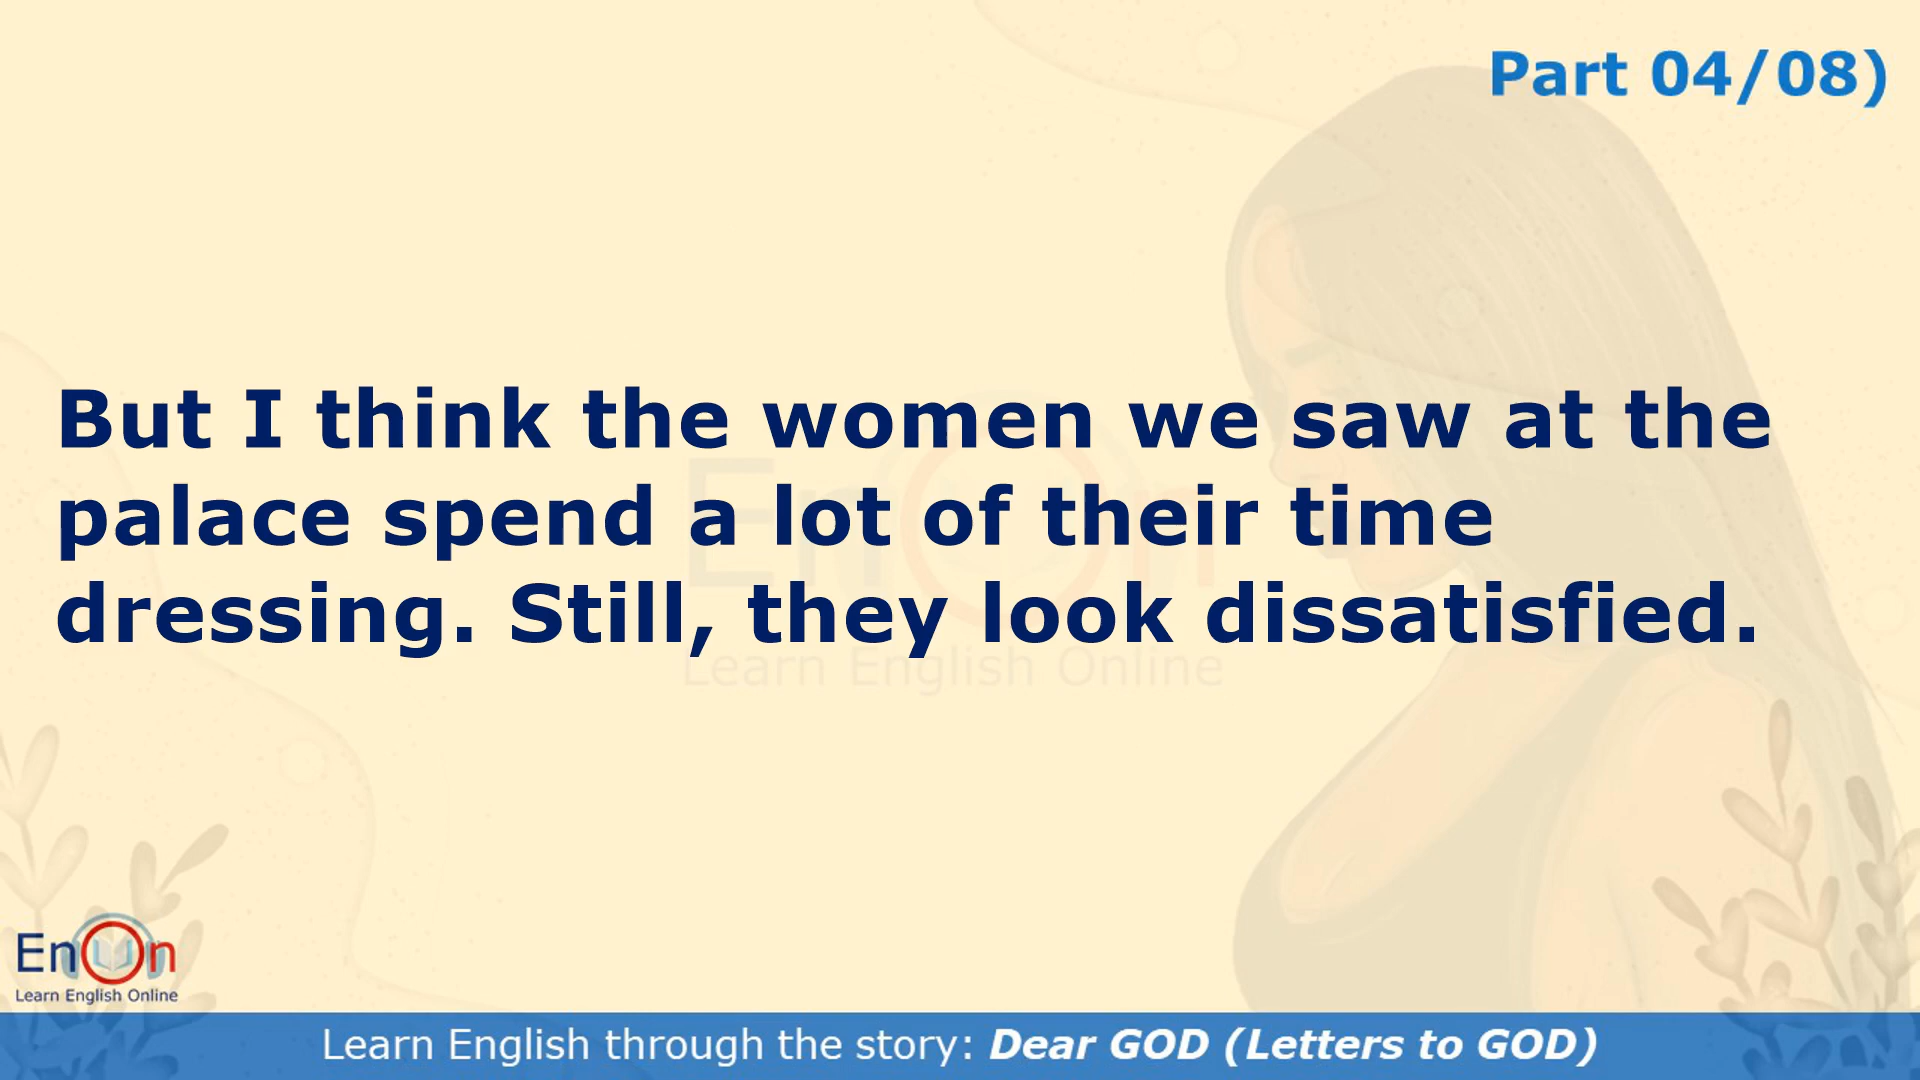 Part 04/08)
But I think the women we saw at the
palace spend a lot of their time
dressing. Still, they look dissatisfied.
EnOn
Learn English Online
EnOn
Learn English Online
Learn English through the story: Dear GOD (Letters to GOD)